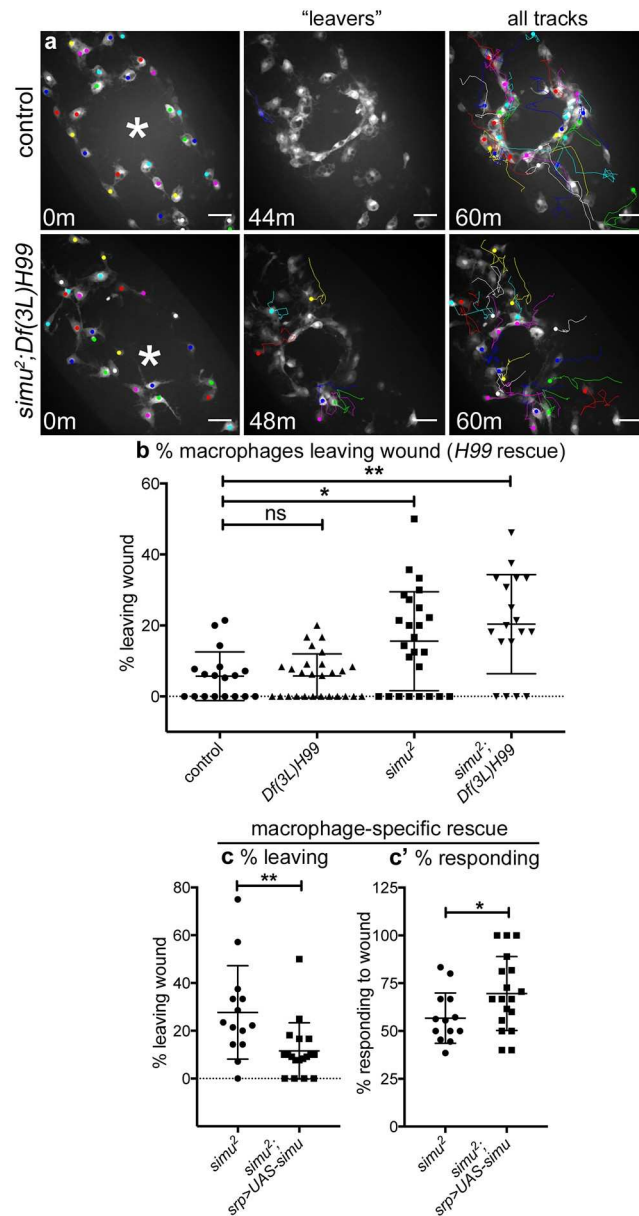 "leavers" all tracks
a
control
*
0m 44m 60m
simu²;Df(3L)H99
*
0m 48m 60m
b % macrophages leaving wound (H99 rescue)
**
*
ns
% leaving wound
60
40
20
0
control
Df(3L)H99
simu²
simu²;
Df(3L)H99
macrophage-specific rescue
c % leaving
**
% leaving wound
80
60
40
20
0
simu²
simu²;
srp>UAS-simu
c' % responding
*
% responding to wound
125
100
75
50
25
0
simu²
simu²;
srp>UAS-simu